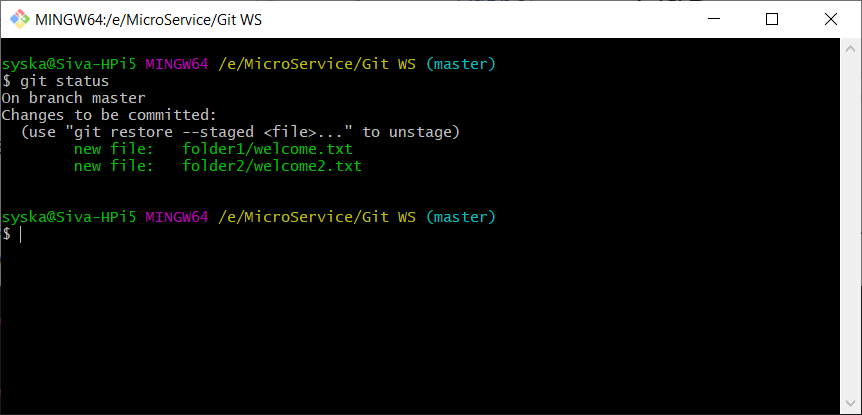 MINGW64:/e/MicroService/Git WS
syska@Siva-HPi5 MINGW64 /e/MicroService/Git WS (master)
$ git status
On branch master
Changes to be committed:
  (use "git restore --staged <file>..." to unstage)
        new file:   folder1/welcome.txt
        new file:   folder2/welcome2.txt
syska@Siva-HPi5 MINGW64 /e/MicroService/Git WS (master)
$